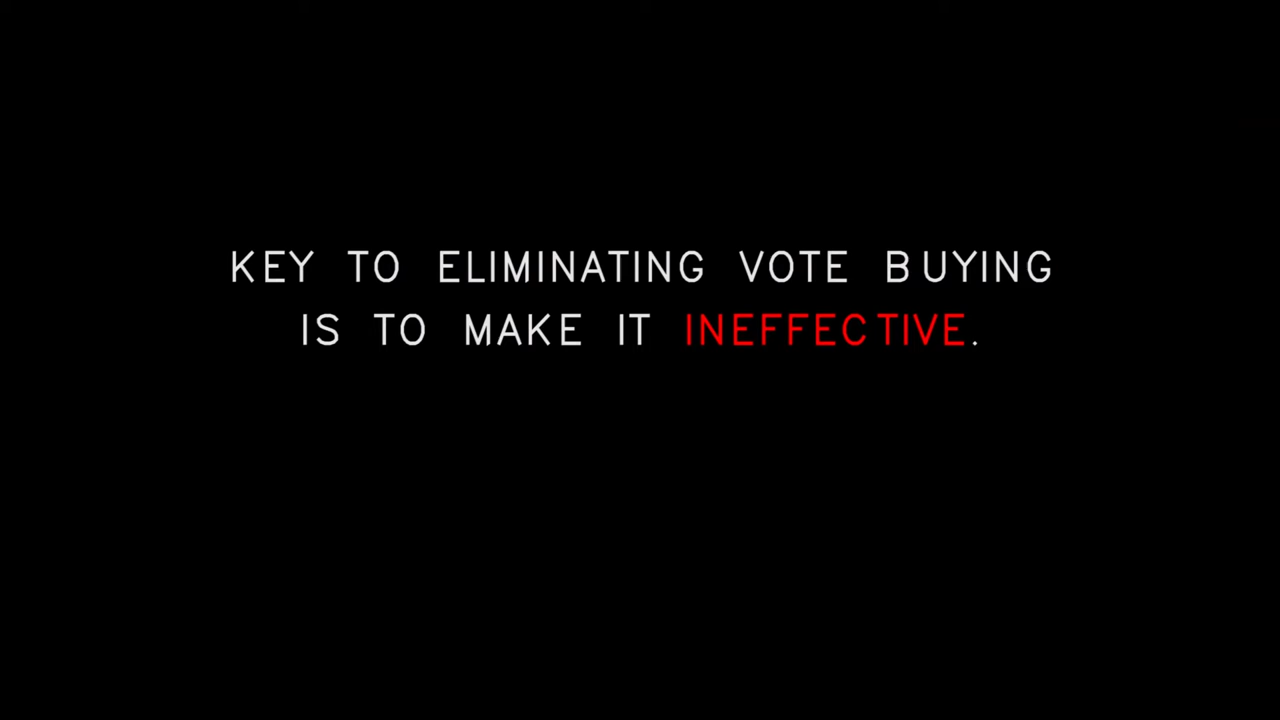 KEY TO ELIMINATING VOTE BUYING
IS TO MAKE IT INEFFECTIVE.